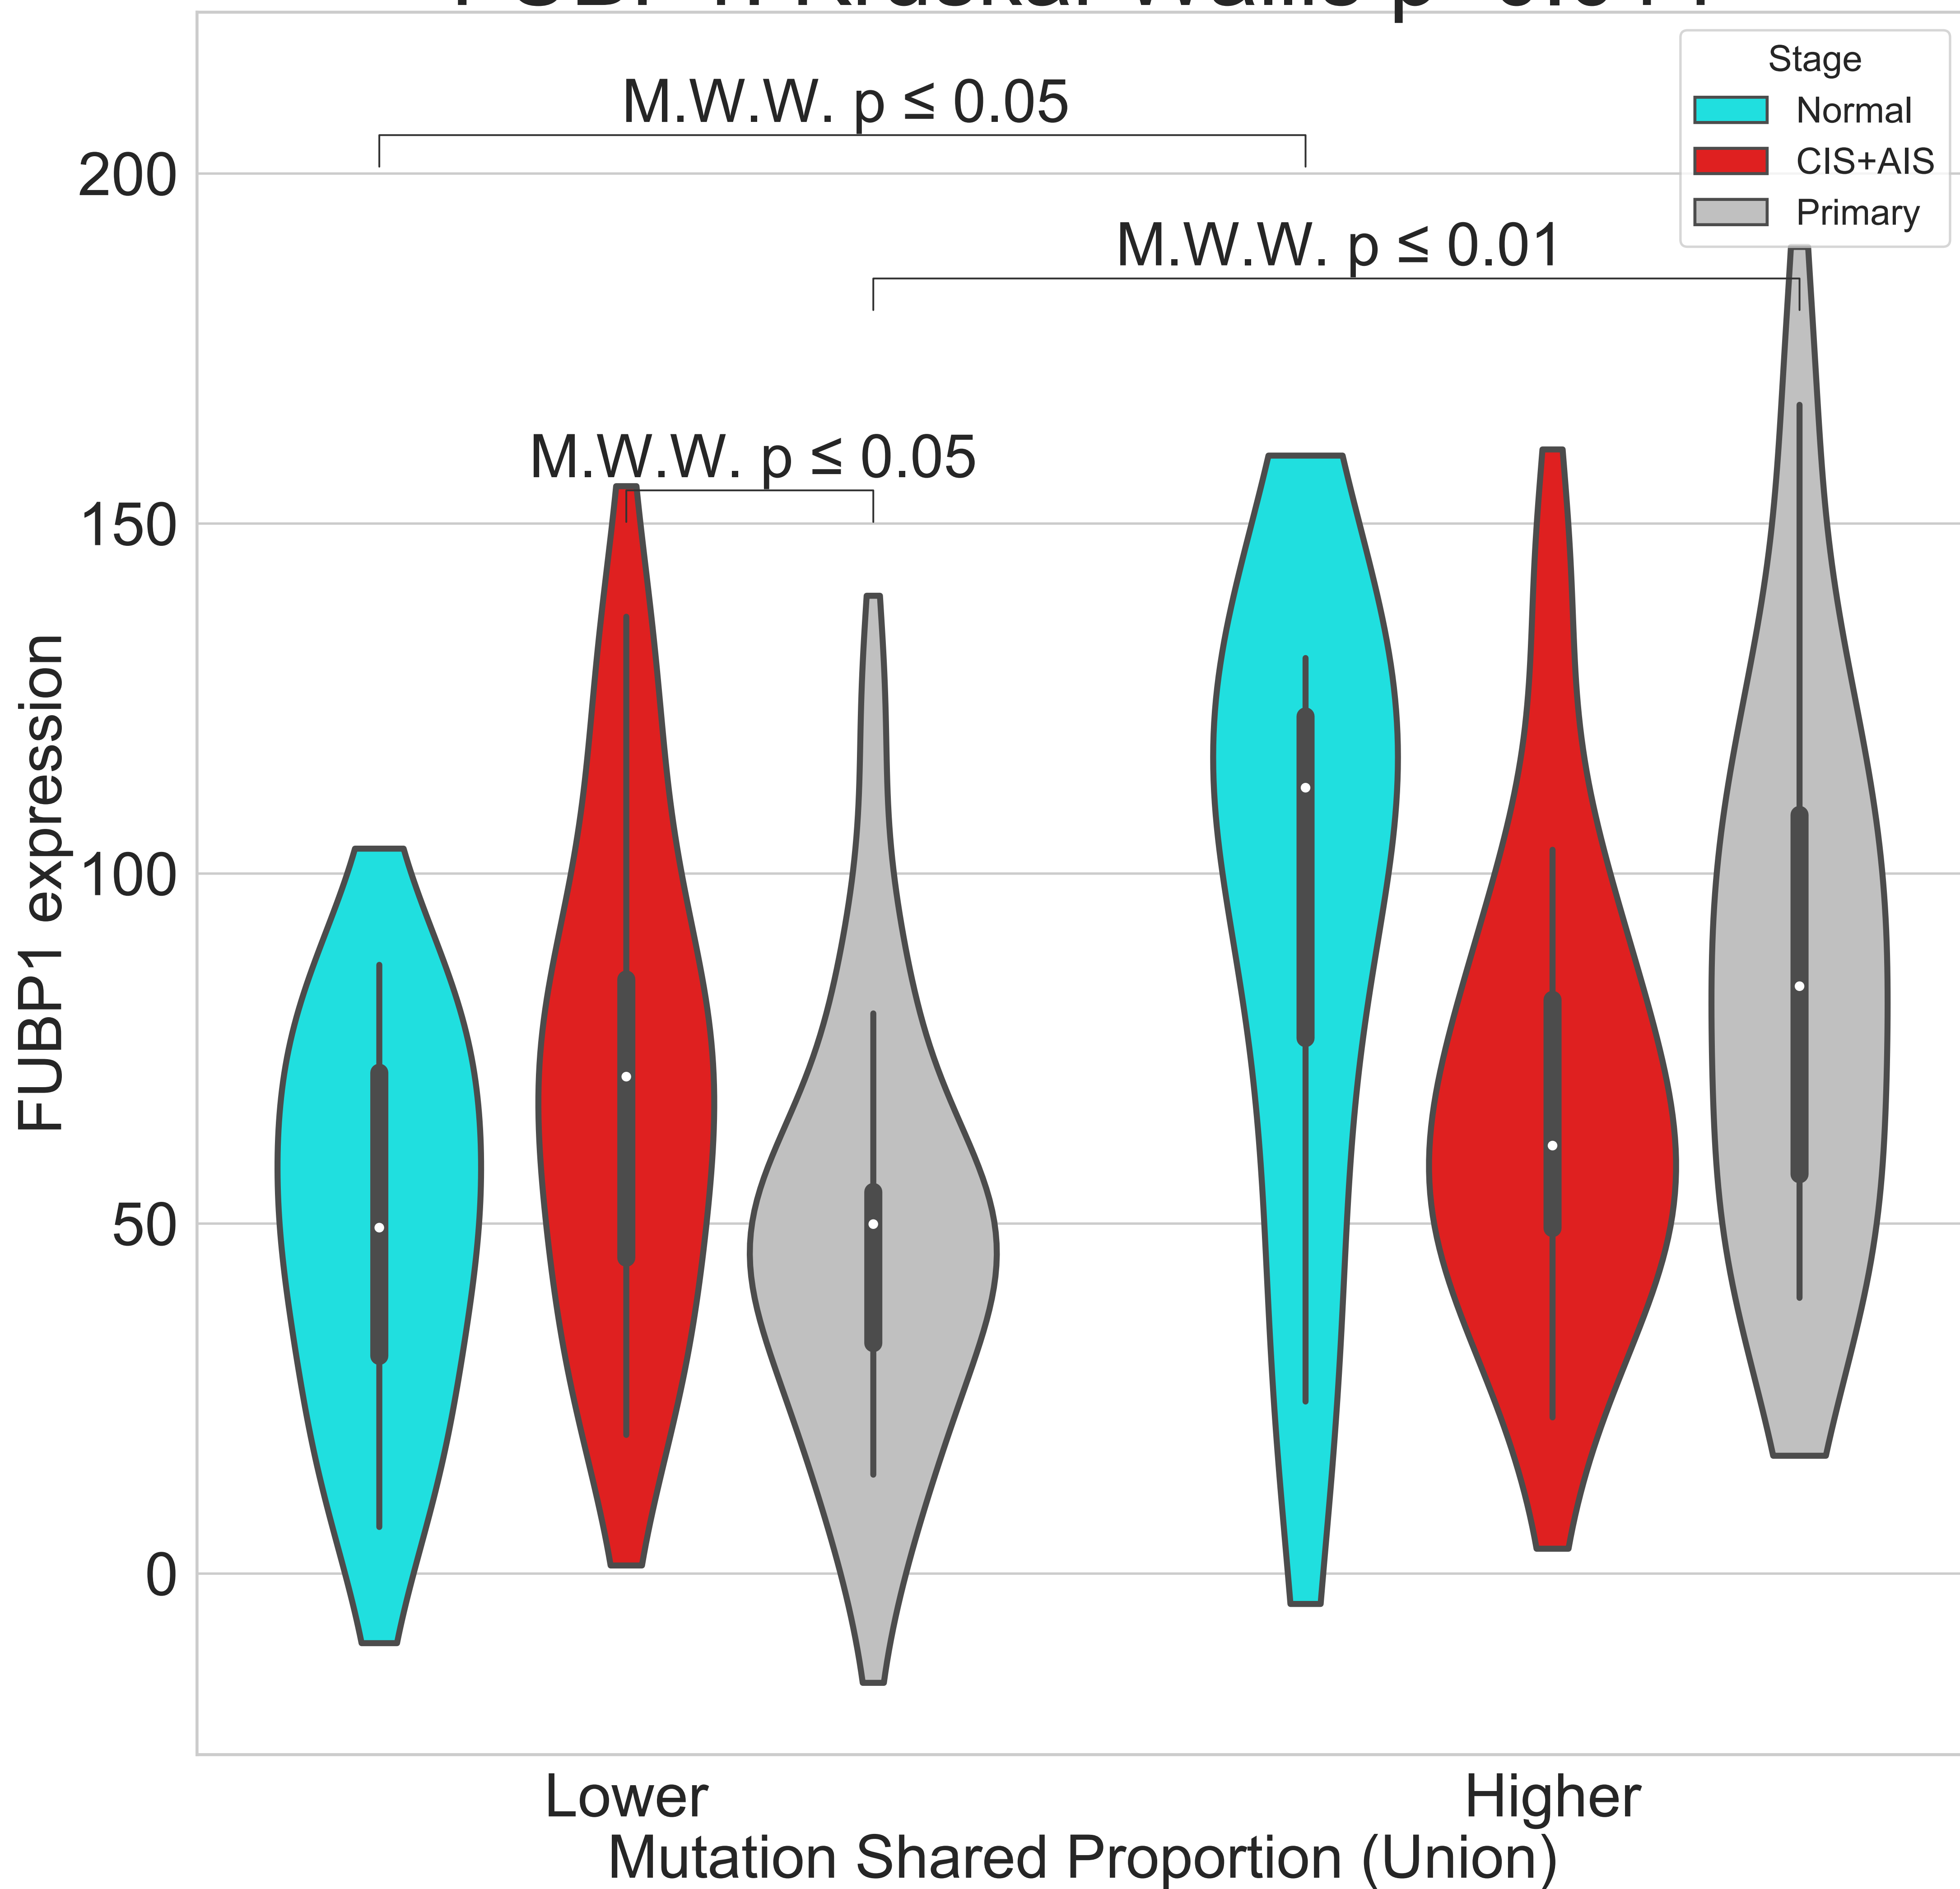 Stage
Normal
CIS+AIS
Primary
M.W.W. p ≤ 0.05
M.W.W. p ≤ 0.01
M.W.W. p ≤ 0.05
200
150
100
50
0
FUBP1 expression
Lower
Higher
Mutation Shared Proportion (Union)